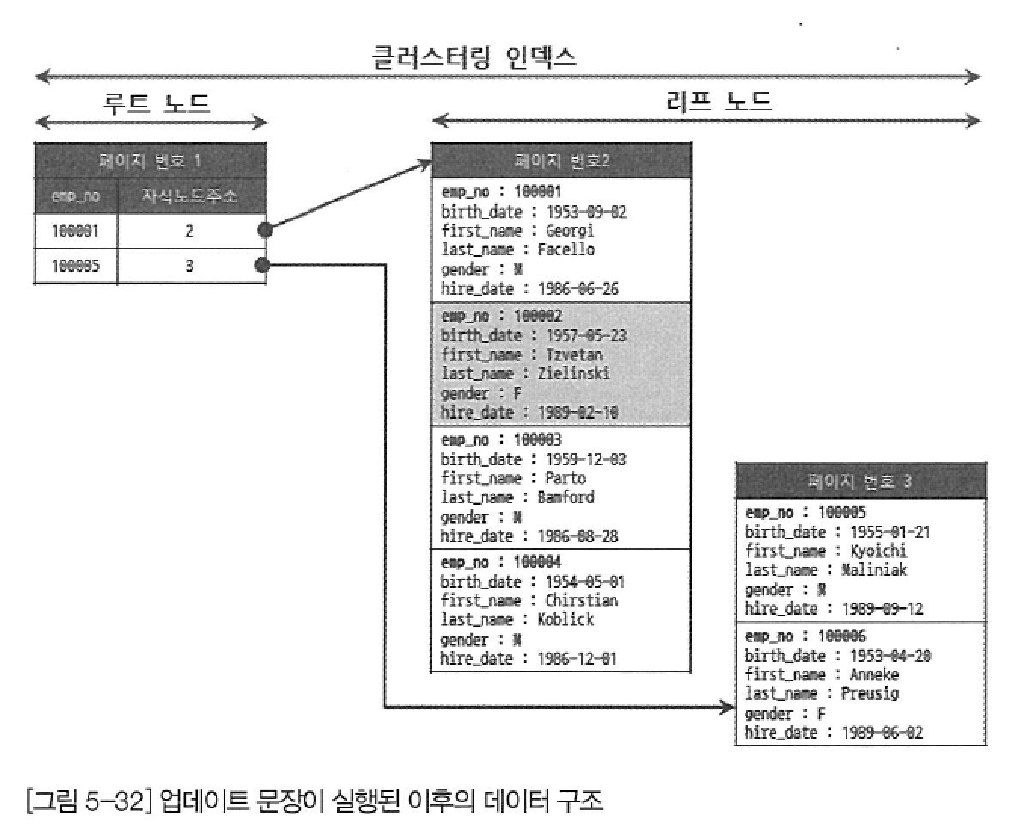 클러스터링 인덱스
루트 노드
리프 노드
페이지 번호 1
emp_no 자식노드주소
100001 2
100005 3
페이지 번호2
emp_no : 100001
birth_date : 1953-09-02
first_name : Georgi
last_name : Facello
gender : M
hire_date : 1986-06-26
emp_no : 100002
birth_date : 1957-05-23
first_name : Tzvetan
last_name : Zielinski
gender : F
hire_date : 1989-02-10
emp_no : 100003
birth_date : 1959-12-03
first_name : Parto
last_name : Bamford
gender : M
hire_date : 1986-08-28
emp_no : 100004
birth_date : 1954-05-01
first_name : Chirstian
last_name : Koblick
gender : M
hire_date : 1986-12-01
페이지 번호 3
emp_no : 100005
birth_date : 1955-01-21
first_name : Kyoichi
last_name : Maliniak
gender : M
hire_date : 1989-09-12
emp_no : 100006
birth_date : 1953-04-20
first_name : Anneke
last_name : Preusig
gender : F
hire_date : 1989-06-02
[그림 5-32] 업데이트 문장이 실행된 이후의 데이터 구조